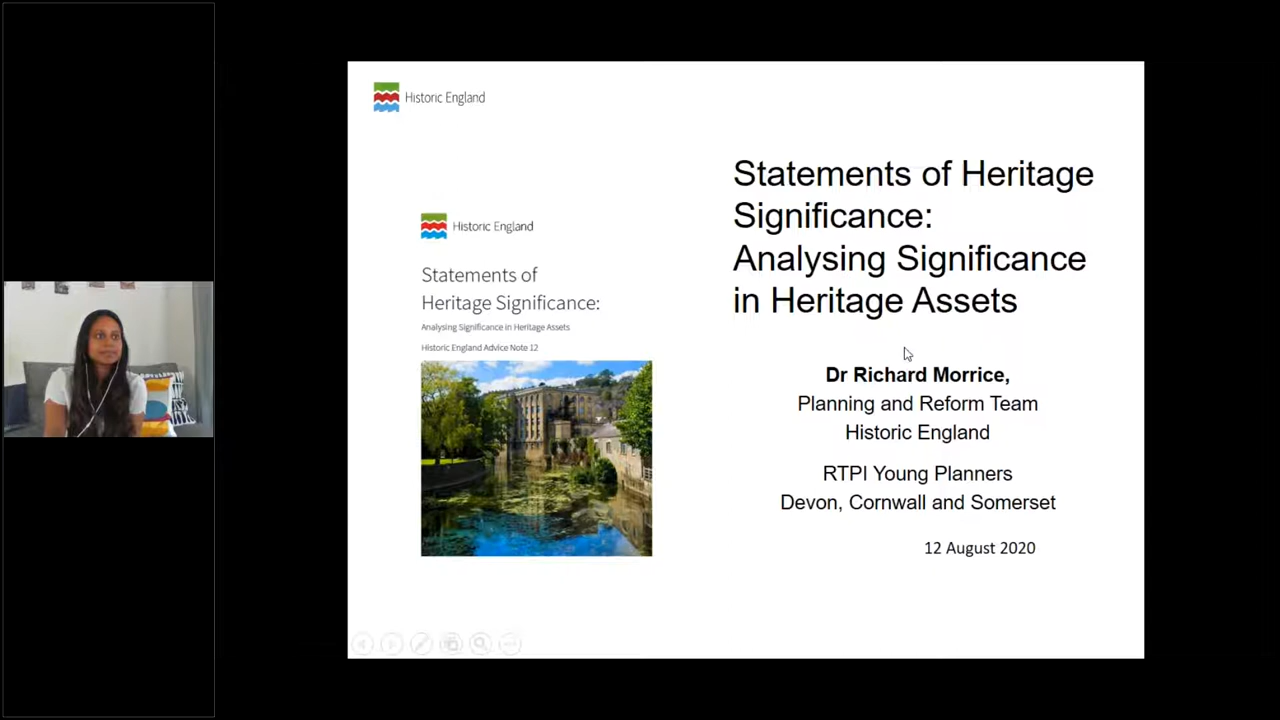 Historic England
Historic England
Statements of
Heritage Significance:
Analysing Significance in Heritage Assets
Historic England Advice Note 12
Statements of Heritage
Significance:
Analysing Significance
in Heritage Assets
Dr Richard Morrice,
Planning and Reform Team
Historic England
RTPI Young Planners
Devon, Cornwall and Somerset
12 August 2020